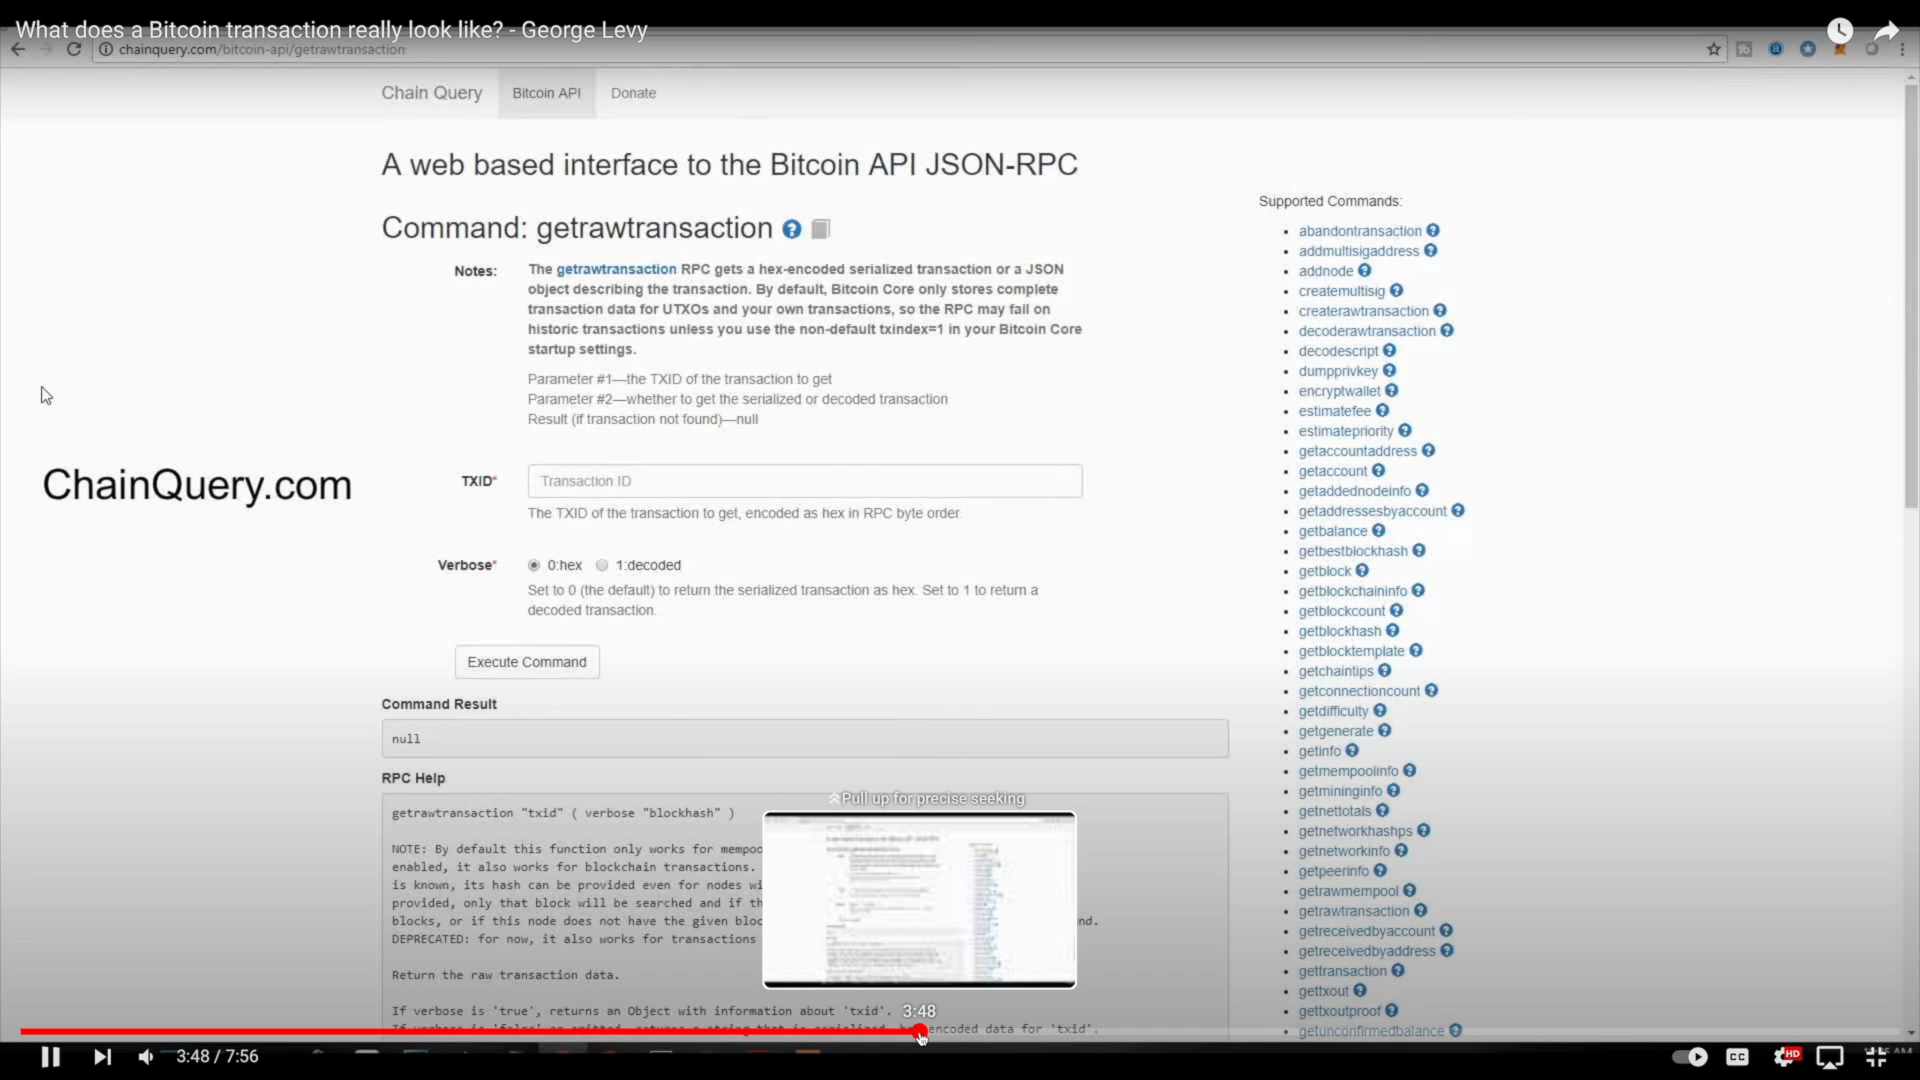 What does a Bitcoin transaction really look like? - George Levy
chainquery.com/bitcoin-api/getrawtransaction
Chain Query
Bitcoin API
Donate
A web based interface to the Bitcoin API JSON-RPC
Command: getrawtransaction
Notes:
The getrawtransaction RPC gets a hex-encoded serialized transaction or a JSON
object describing the transaction. By default, Bitcoin Core only stores complete
transaction data for UTXOs and your own transactions, so the RPC may fail on
historic transactions unless you use the non-default txindex=1 in your Bitcoin Core
startup settings.
Parameter #1—the TXID of the transaction to get
Parameter #2—whether to get the serialized or decoded transaction
Result (if transaction not found)—null
ChainQuery.com
TXID*
Transaction ID
The TXID of the transaction to get, encoded as hex in RPC byte order.
Verbose*
0:hex 1:decoded
Set to 0 (the default) to return the serialized transaction as hex. Set to 1 to return a
decoded transaction.
Execute Command
Command Result
null
RPC Help
getrawtransaction "txid" ( verbose "blockhash" )
NOTE: By default this function only works for mempoo
enabled, it also works for blockchain transactions.
is known, its hash can be provided even for nodes wi
provided, only that block will be searched and if th
blocks, or if this node does not have the given bloc
nd.
DEPRECATED: for now, it also works for transactions
Return the raw transaction data.
If verbose is 'true', returns an Object with information about 'txid'.
encoded data for 'txid'.
Supported Commands:
abandontransaction
addmultisigaddress
addnode
createmultisig
createrawtransaction
decoderawtransaction
decodescript
dumpprivkey
encryptwallet
estimatefee
estimatepriority
getaccountaddress
getaccount
getaddednodeinfo
getaddressesbyaccount
getbalance
getbestblockhash
getblock
getblockchaininfo
getblockcount
getblockhash
getblocktemplate
getchaintips
getconnectioncount
getdifficulty
getgenerate
getinfo
getmempoolinfo
getmininginfo
getnettotals
getnetworkhashps
getnetworkinfo
getpeerinfo
getrawmempool
getrawtransaction
getreceivedbyaccount
getreceivedbyaddress
gettransaction
gettxout
gettxoutproof
getunconfirmedbalance
Pull up for precise seeking
3:48
3:48 / 7:56
CC
HD